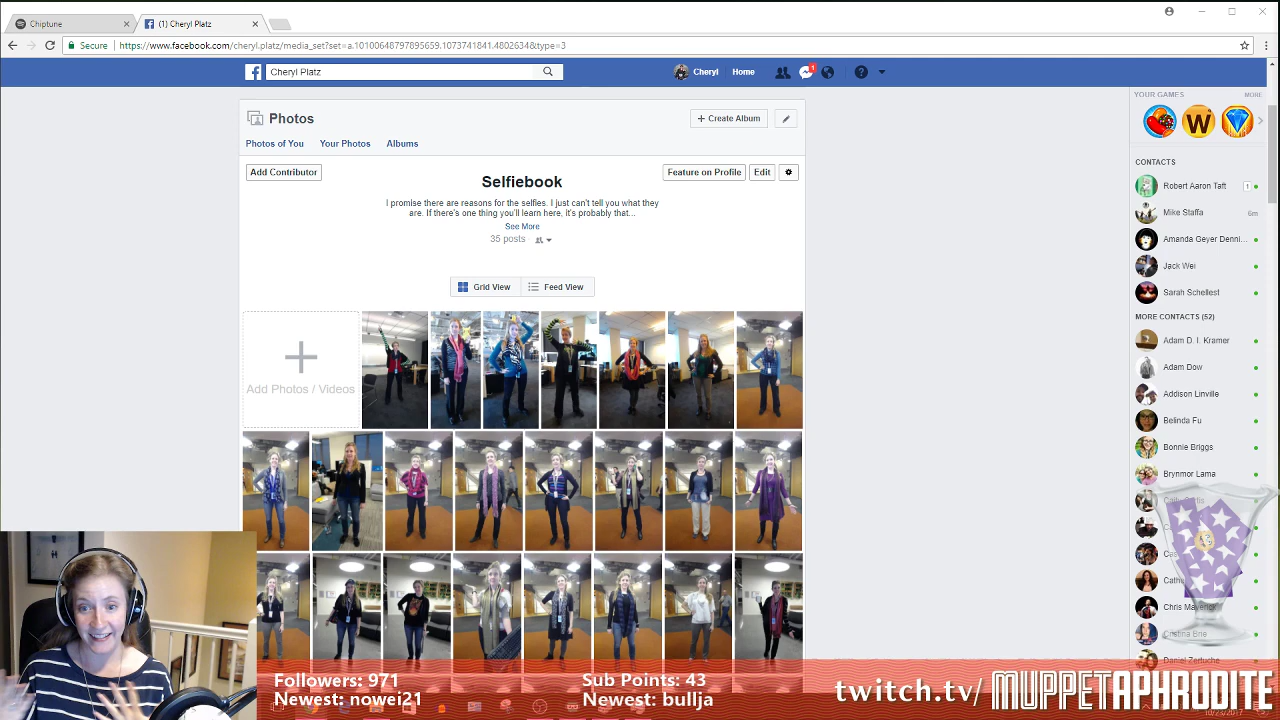 Chiptune
(1) Cheryl Platz
Secure
https://www.facebook.com/cheryl.platz/media_set?set=a.10100648797895659.1073741841.4802634&type=3
Cheryl Platz
Cheryl
Home
1
Photos
+ Create Album
Photos of You
Your Photos
Albums
Add Contributor
Feature on Profile
Edit
Selfiebook
I promise there are reasons for the selfies. I just can't tell you what they
are. If there's one thing you'll learn here, it's probably that...
See More
35 posts
Grid View
Feed View
Add Photos / Videos
YOUR GAMES
MORE
W
CONTACTS
Robert Aaron Taft
1
Mike Staffa
6m
Amanda Geyer Denni...
Jack Wei
Sarah Schellest
MORE CONTACTS (52)
Adam D. I. Kramer
Adam Dow
Addison Linville
Belinda Fu
Bonnie Briggs
Brynmor Lama
Chris Maverick
Cristina Brie
Daniel Zertuche
Followers: 971
Newest: nowei21
Sub Points: 43
Newest: bullja
twitch.tv/MUPPETAPHRODITE